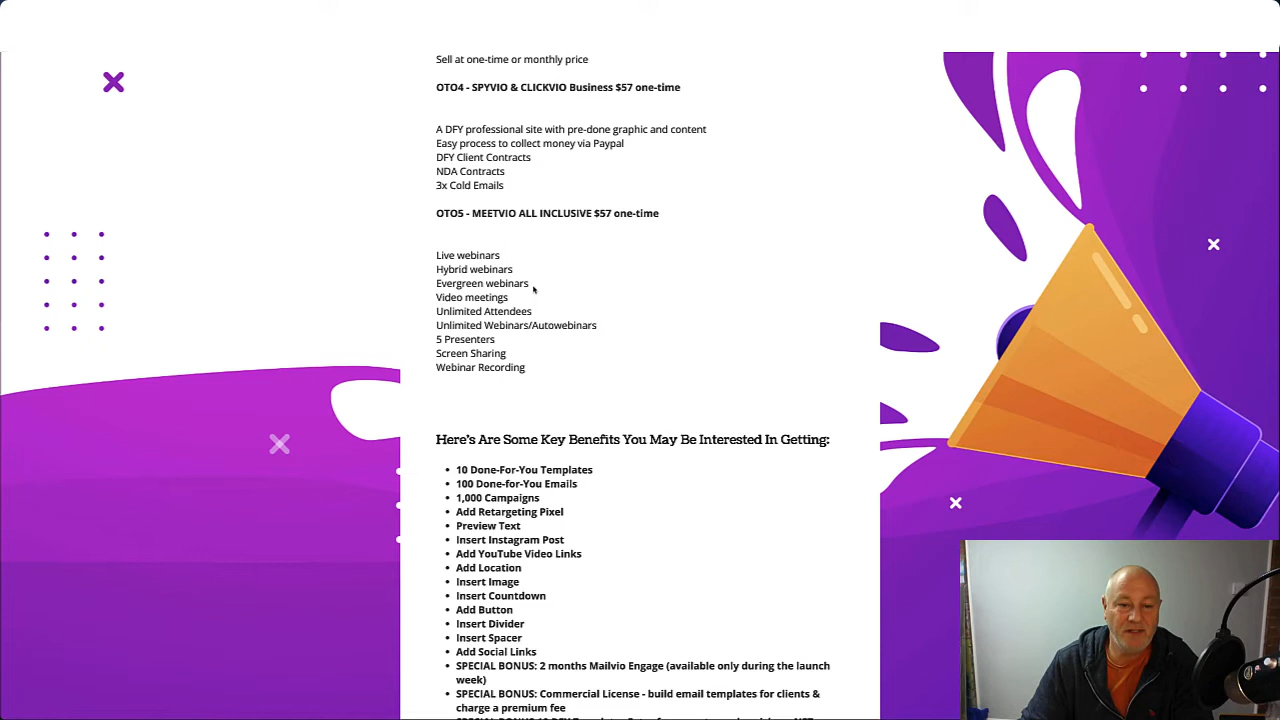 Sell at one-time or monthly price
OTO4 - SPYVIO & CLICKVIO Business $57 one-time
A DFY professional site with pre-done graphic and content
Easy process to collect money via Paypal
DFY Client Contracts
NDA Contracts
3x Cold Emails
OTO5 - MEETVIO ALL INCLUSIVE $57 one-time
Live webinars
Hybrid webinars
Evergreen webinars
Video meetings
Unlimited Attendees
Unlimited Webinars/Autowebinars
5 Presenters
Screen Sharing
Webinar Recording
Here's Are Some Key Benefits You May Be Interested In Getting:
• 10 Done-For-You Templates
• 100 Done-for-You Emails
• 1,000 Campaigns
• Add Retargeting Pixel
• Preview Text
• Insert Instagram Post
• Add YouTube Video Links
• Add Location
• Insert Image
• Insert Countdown
• Add Button
• Insert Divider
• Insert Spacer
• Add Social Links
• SPECIAL BONUS: 2 months Mailvio Engage (available only during the launch
week)
• SPECIAL BONUS: Commercial License - build email templates for clients &
charge a premium fee